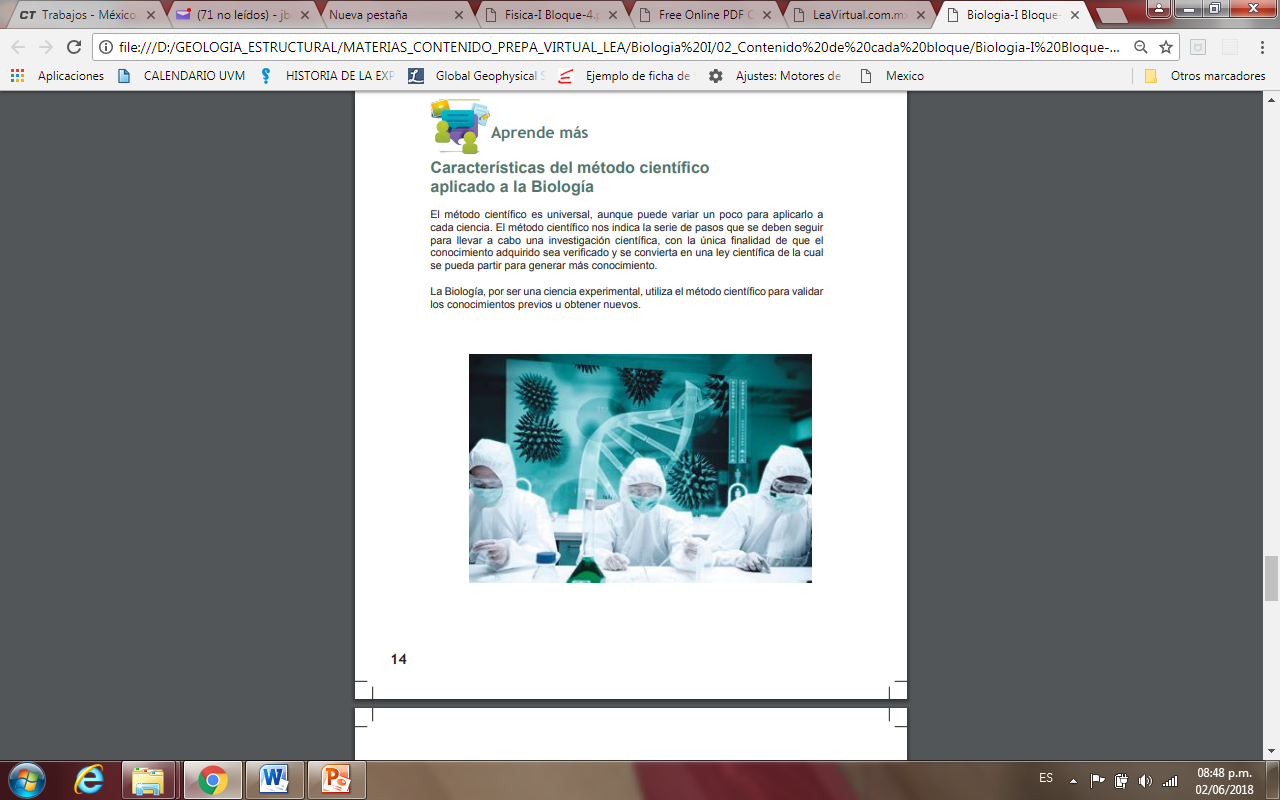 CT Trabajos - México
(71 no leídos) - jb
Nueva pestaña
Fisica-I Bloque-4.p
Free Online PDF C
LeaVirtual.com.mx
Biologia-I Bloque-
file:///D:/GEOLOGIA_ESTRUCTURAL/MATERIAS_CONTENIDO_PREPA_VIRTUAL_LEA/Biologia%20I/02_Contenido%20de%20cada%20bloque/Biologia-I%20Bloque-...
Aplicaciones
CALENDARIO UVM
HISTORIA DE LA EXP
Global Geophysical S
Ejemplo de ficha de
Ajustes: Motores de
Mexico
Otros marcadores
Aprende más
Características del método científico
aplicado a la Biología
El método científico es universal, aunque puede variar un poco para aplicarlo a
cada ciencia. El método científico nos indica la serie de pasos que se deben seguir
para llevar a cabo una investigación científica, con la única finalidad de que el
conocimiento adquirido sea verificado y se convierta en una ley científica de la cual
se pueda partir para generar más conocimiento.
La Biología, por ser una ciencia experimental, utiliza el método científico para validar
los conocimientos previos u obtener nuevos.
14
ES
08:48 p.m.
02/06/2018